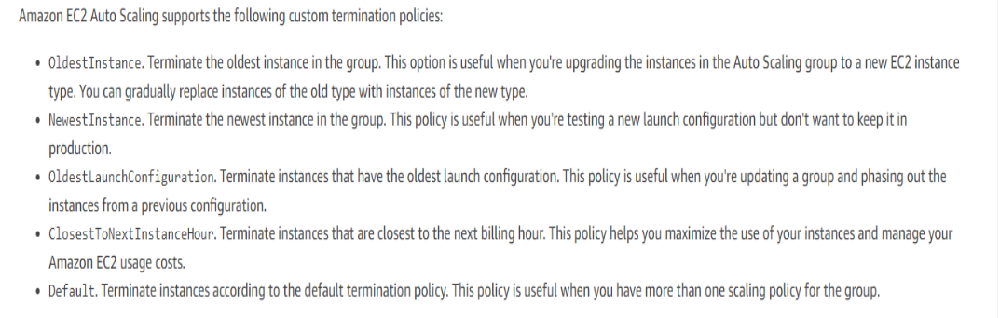 Amazon EC2 Auto Scaling supports the following custom termination policies:
• OldestInstance. Terminate the oldest instance in the group. This option is useful when you're upgrading the instances in the Auto Scaling group to a new EC2 instance
type. You can gradually replace instances of the old type with instances of the new type.
• NewestInstance. Terminate the newest instance in the group. This policy is useful when you're testing a new launch configuration but don't want to keep it in
production.
• OldestLaunchConfiguration. Terminate instances that have the oldest launch configuration. This policy is useful when you're updating a group and phasing out the
instances from a previous configuration.
• ClosestToNextInstanceHour. Terminate instances that are closest to the next billing hour. This policy helps you maximize the use of your instances and manage your
Amazon EC2 usage costs.
• Default. Terminate instances according to the default termination policy. This policy is useful when you have more than one scaling policy for the group.